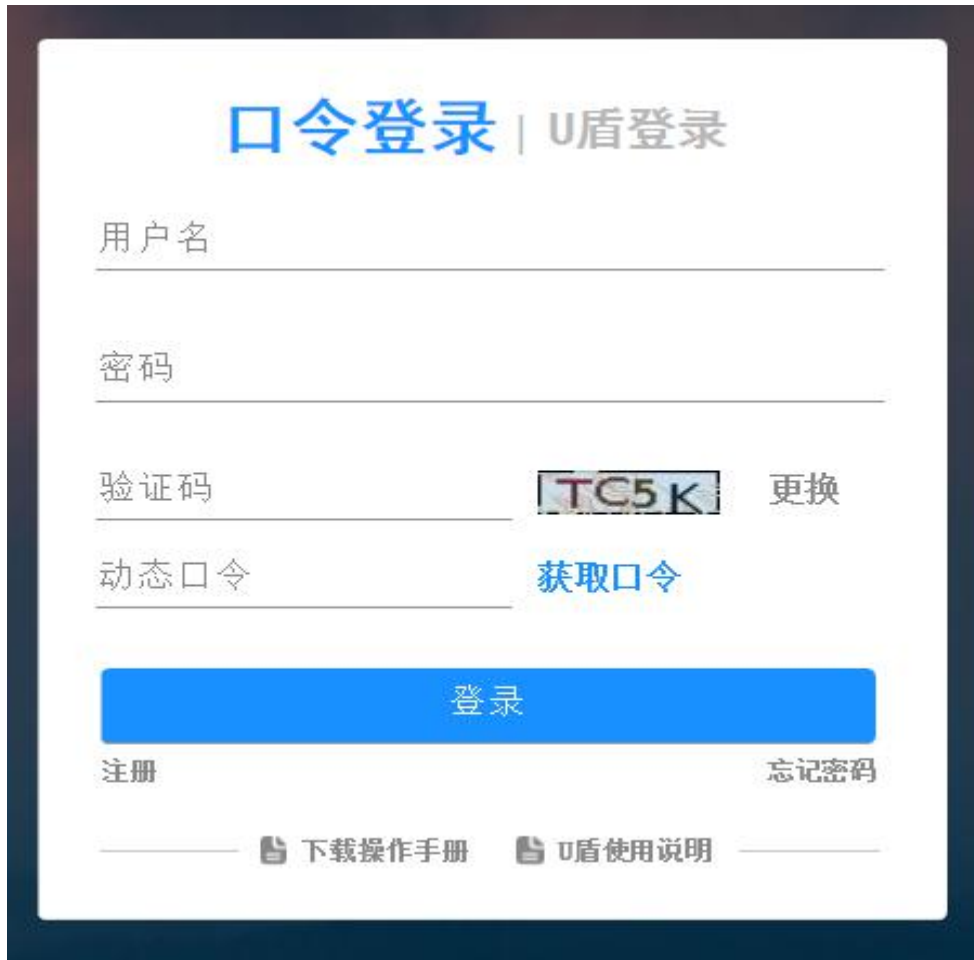 口令登录 | U盾登录
用户名
密码
验证码 TC5K 更换
动态口令 获取口令
登录
注册 忘记密码
下载操作手册 U盾使用说明